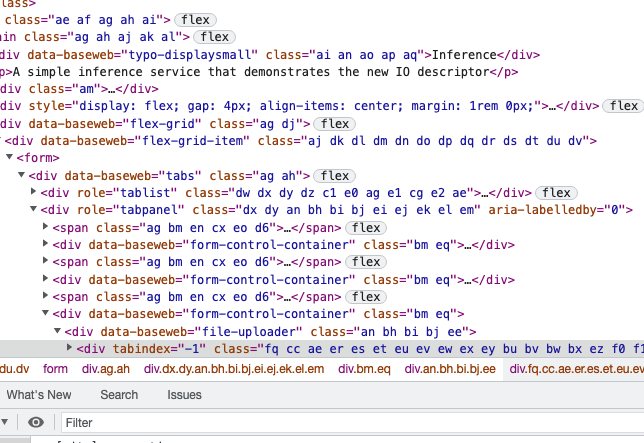 lass>
class="ae af ag ah ai"> flex
ain class="ag ah aj ak al"> flex
div data-baseweb="typo-displaysmall" class="ai an ao ap aq">Inference</div>
p>A simple inference service that demonstrates the new IO descriptor</p>
div class="am">…</div>
div style="display: flex; gap: 4px; align-items: center; margin: 1rem 0px;">…</div> flex
div data-baseweb="flex-grid" class="ag dj"> flex
<div data-baseweb="flex-grid-item" class="aj dk dl dm dn do dp dq dr ds dt du dv">
<form>
<div data-baseweb="tabs" class="ag ah"> flex
<div role="tablist" class="dw dx dy dz c1 e0 ag e1 cg e2 ae">…</div> flex
<div role="tabpanel" class="dx dy an bh bi bj ei ej ek el em" aria-labelledby="0">
<span class="ag bm en cx eo d6">…</span> flex
<div data-baseweb="form-control-container" class="bm eq">…</div>
<span class="ag bm en cx eo d6">…</span> flex
<div data-baseweb="form-control-container" class="bm eq">…</div>
<span class="ag bm en cx eo d6">…</span> flex
<div data-baseweb="form-control-container" class="bm eq">
<div data-baseweb="file-uploader" class="an bh bi bj ee">
<div tabindex="-1" class="fq cc ae er es et eu ev ew ex ey bu bv bw bx ez f0 f1
du.dv form div.ag.ah div.dx.dy.an.bh.bi.bj.ei.ej.ek.el.em div.bm.eq div.an.bh.bi.bj.ee div.fq.cc.ae.er.es.et.eu.ev
What's New Search Issues
Filter